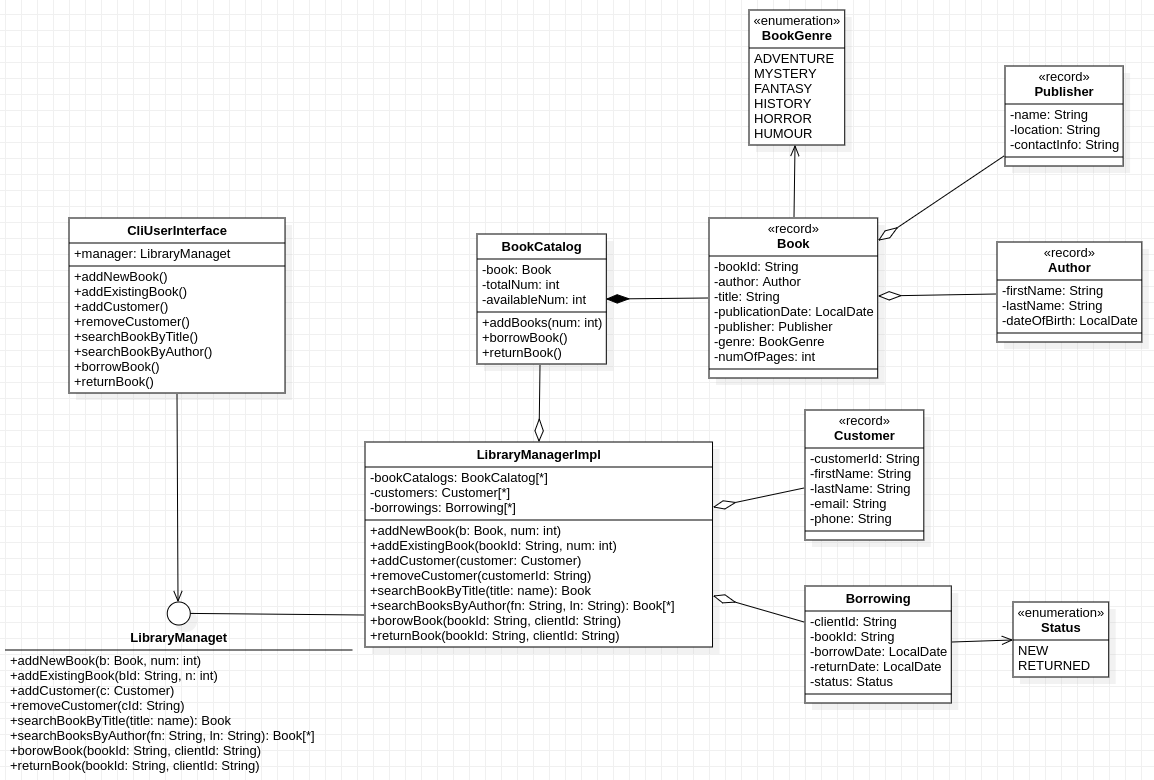 «enumeration»
BookGenre
ADVENTURE
MYSTERY
FANTASY
HISTORY
HORROR
HUMOUR
«record»
Publisher
-name: String
-location: String
-contactInfo: String
CliUserInterface
+manager: LibraryManaget
+addNewBook()
+addExistingBook()
+addCustomer()
+removeCustomer()
+searchBookByTitle()
+searchBookByAuthor()
+borrowBook()
+returnBook()
BookCatalog
-book: Book
-totalNum: int
-availableNum: int
+addBooks(num: int)
+borrowBook()
+returnBook()
«record»
Book
-bookId: String
-author: Author
-title: String
-publicationDate: LocalDate
-publisher: Publisher
-genre: BookGenre
-numOfPages: int
«record»
Author
-firstName: String
-lastName: String
-dateOfBirth: LocalDate
LibraryManagerImpl
-bookCatalogs: BookCalatog[*]
-customers: Customer[*]
-borrowings: Borrowing[*]
+addNewBook(b: Book, num: int)
+addExistingBook(bookId: String, num: int)
+addCustomer(customer: Customer)
+removeCustomer(customerId: String)
+searchBookByTitle(title: name): Book
+searchBooksByAuthor(fn: String, ln: String): Book[*]
+borowBook(bookId: String, clientId: String)
+returnBook(bookId: String, clientId: String)
«record»
Customer
-customerId: String
-firstName: String
-lastName: String
-email: String
-phone: String
Borrowing
-clientId: String
-bookId: String
-borrowDate: LocalDate
-returnDate: LocalDate
-status: Status
«enumeration»
Status
NEW
RETURNED
LibraryManaget
+addNewBook(b: Book, num: int)
+addExistingBook(bId: String, n: int)
+addCustomer(c: Customer)
+removeCustomer(cId: String)
+searchBookByTitle(title: name): Book
+searchBooksByAuthor(fn: String, ln: String): Book[*]
+borowBook(bookId: String, clientId: String)
+returnBook(bookId: String, clientId: String)